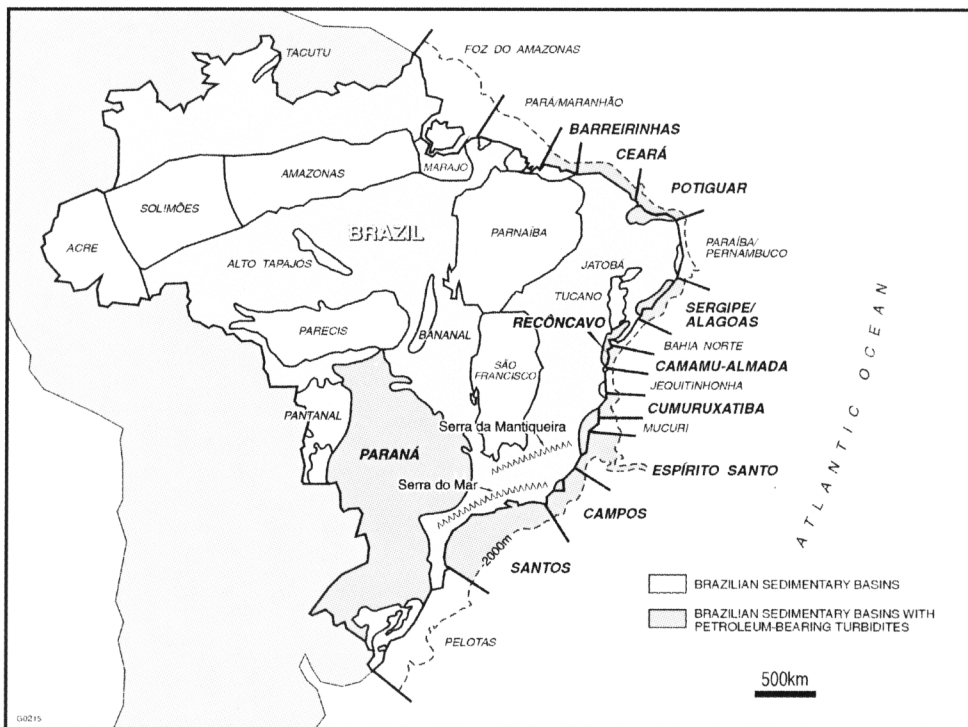 TACUTU
FOZ DO AMAZONAS
PARÁ/MARANHÃO
BARREIRINHAS
CEARÁ
POTIGUAR
MARAJO
AMAZONAS
SOLIMÕES
ACRE
BRAZIL
PARNAÍBA
PARAÍBA/
PERNAMBUCO
ALTO TAPAJOS
JATOBÁ
TUCANO
SERGIPE/
ALAGOAS
RECÔNCAVO
BAHIA NORTE
PARECIS
BANANAL
SÃO
FRANCISCO
CAMAMU-ALMADA
JEQUITINHONHA
CUMURUXATIBA
MUCURI
PANTANAL
Serra da Mantiqueira
PARANÁ
ESPÍRITO SANTO
Serra do Mar
CAMPOS
-2000m
SANTOS
PELOTAS
ATLANTIC OCEAN
BRAZILIAN SEDIMENTARY BASINS
BRAZILIAN SEDIMENTARY BASINS WITH
PETROLEUM-BEARING TURBIDITES
500km
G0215